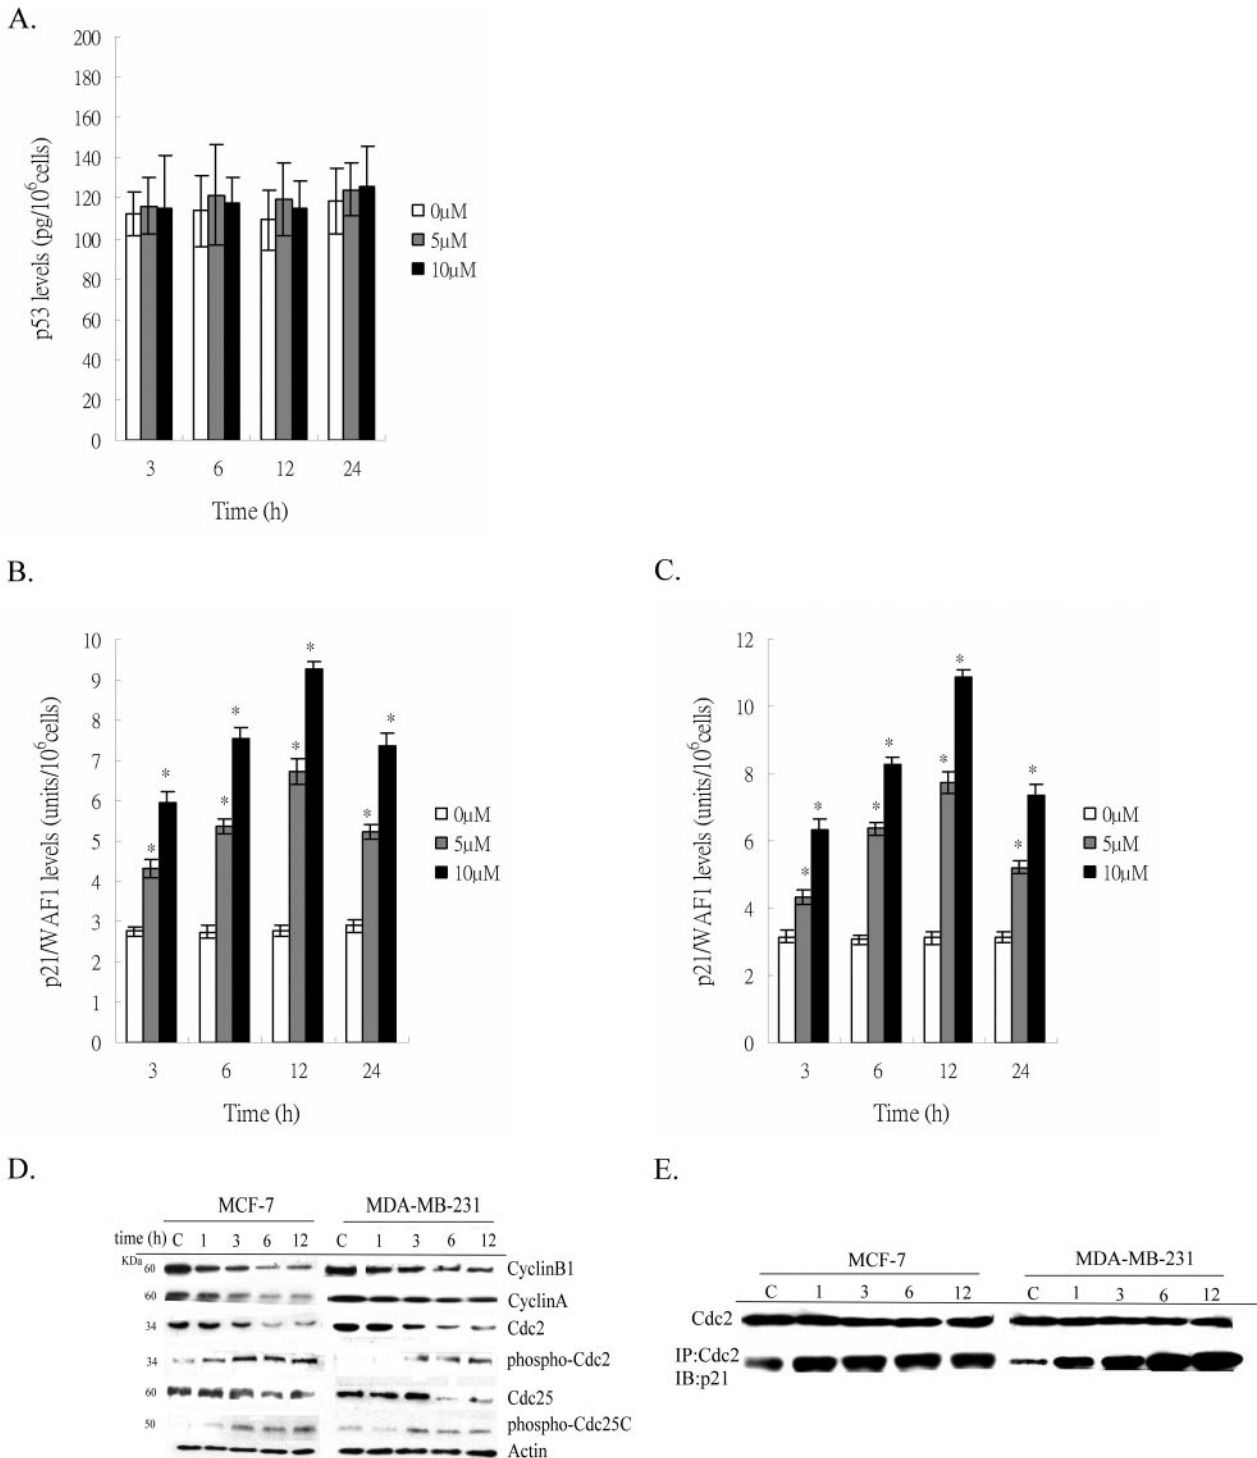 A.
200
180
160
140
120
100
80
60
40
20
0
p53 levels (pg/10⁶cells)
0μM
5μM
10μM
3 6 12 24
Time (h)
B.
10
9
8
7
6
5
4
3
2
1
0
p21/WAF1 levels (units/10⁶cells)
* * * * * * * *
0μM
5μM
10μM
3 6 12 24
Time (h)
C.
12
10
8
6
4
2
0
p21/WAF1 levels (units/10⁶cells)
* * * * * * * *
0μM
5μM
10μM
3 6 12 24
Time (h)
D.
MCF-7 MDA-MB-231
time (h) C 1 3 6 12 C 1 3 6 12
KDa
60 CyclinB1
60 CyclinA
34 Cdc2
34 phospho-Cdc2
60 Cdc25
50 phospho-Cdc25C
Actin
E.
MCF-7 MDA-MB-231
C 1 3 6 12 C 1 3 6 12
Cdc2
IP:Cdc2
IB:p21